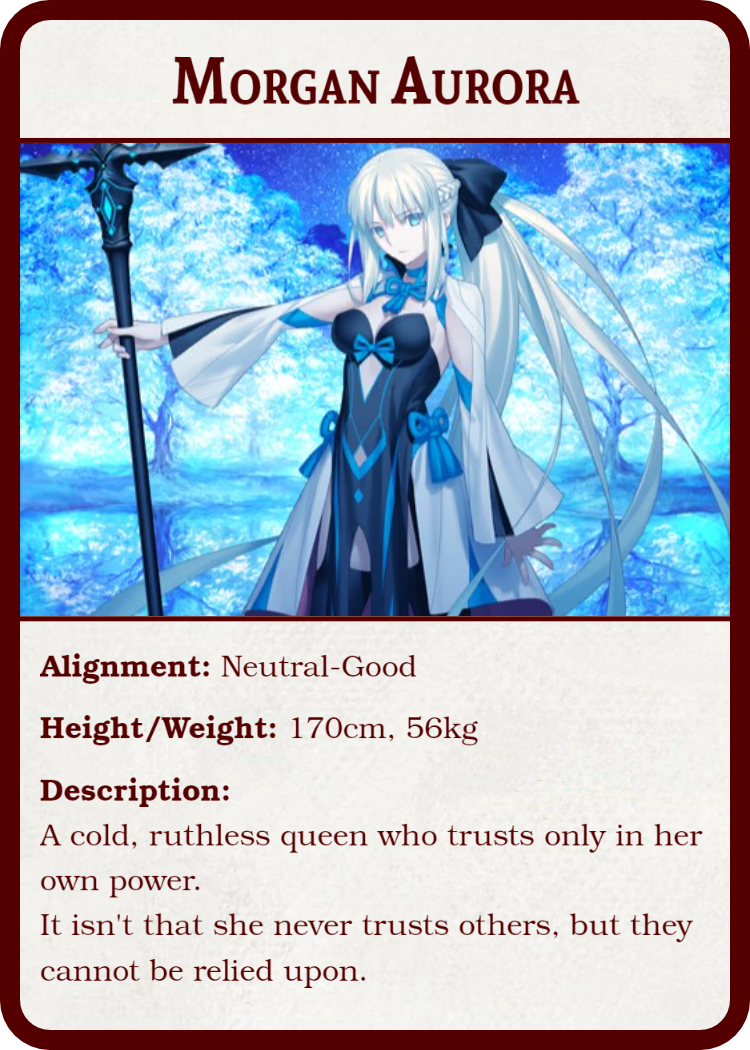 Morgan Aurora
Alignment: Neutral-Good
Height/Weight: 170cm, 56kg
Description:
A cold, ruthless queen who trusts only in her
own power.
It isn't that she never trusts others, but they
cannot be relied upon.